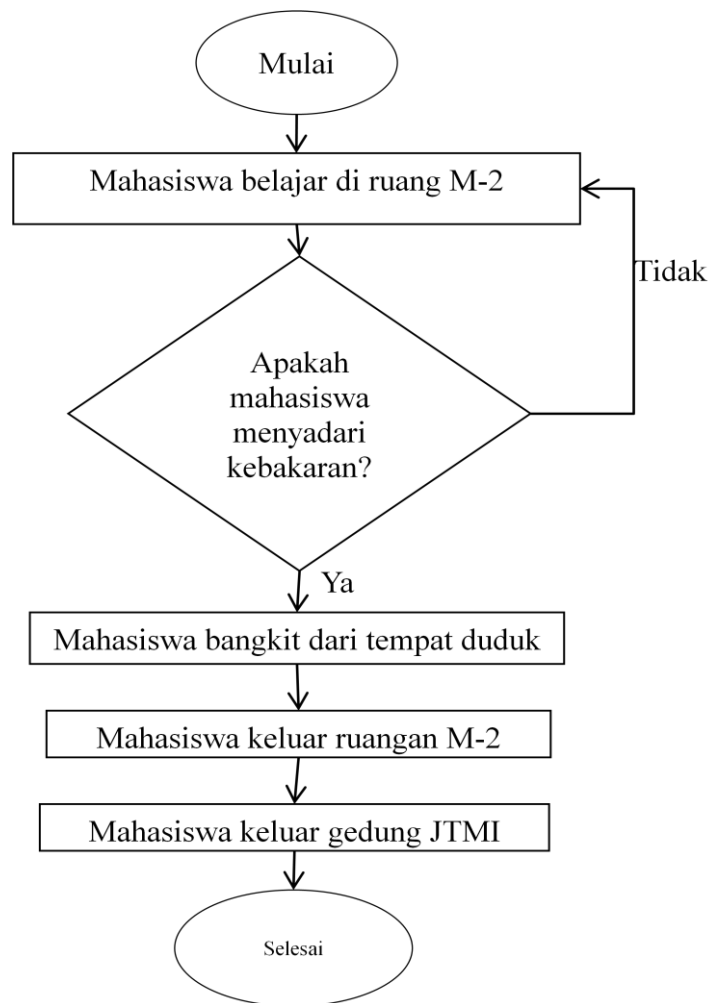 Mulai
Mahasiswa belajar di ruang M-2
Tidak
Apakah
mahasiswa
menyadari
kebakaran?
Ya
Mahasiswa bangkit dari tempat duduk
Mahasiswa keluar ruangan M-2
Mahasiswa keluar gedung JTMI
Selesai